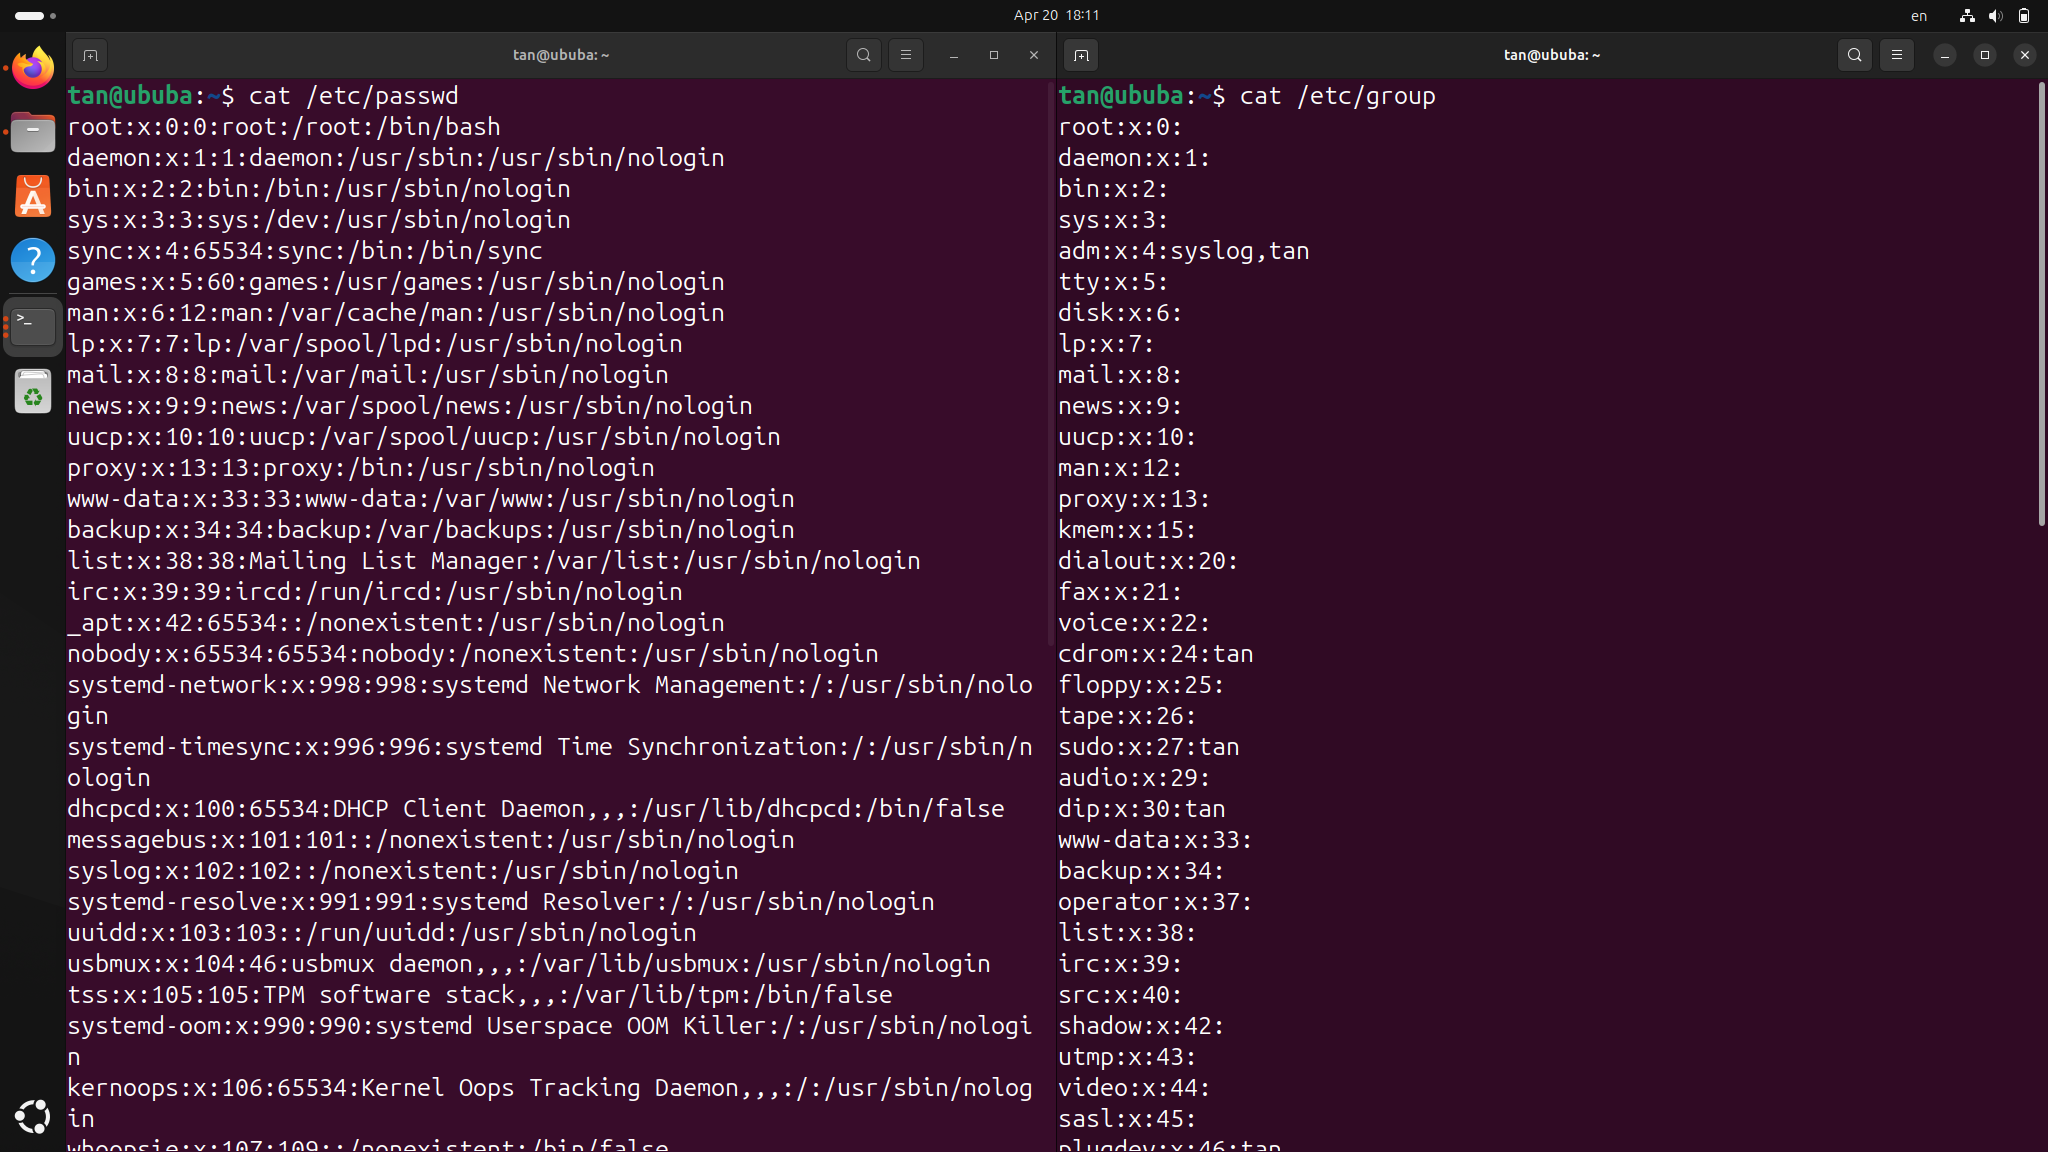 Apr 20 18:11
en
tan@ububa: ~
tan@ububa:~$ cat /etc/passwd
root:x:0:0:root:/root:/bin/bash
daemon:x:1:1:daemon:/usr/sbin:/usr/sbin/nologin
bin:x:2:2:bin:/bin:/usr/sbin/nologin
sys:x:3:3:sys:/dev:/usr/sbin/nologin
sync:x:4:65534:sync:/bin:/bin/sync
games:x:5:60:games:/usr/games:/usr/sbin/nologin
man:x:6:12:man:/var/cache/man:/usr/sbin/nologin
lp:x:7:7:lp:/var/spool/lpd:/usr/sbin/nologin
mail:x:8:8:mail:/var/mail:/usr/sbin/nologin
news:x:9:9:news:/var/spool/news:/usr/sbin/nologin
uucp:x:10:10:uucp:/var/spool/uucp:/usr/sbin/nologin
proxy:x:13:13:proxy:/bin:/usr/sbin/nologin
www-data:x:33:33:www-data:/var/www:/usr/sbin/nologin
backup:x:34:34:backup:/var/backups:/usr/sbin/nologin
list:x:38:38:Mailing List Manager:/var/list:/usr/sbin/nologin
irc:x:39:39:ircd:/run/ircd:/usr/sbin/nologin
_apt:x:42:65534::/nonexistent:/usr/sbin/nologin
nobody:x:65534:65534:nobody:/nonexistent:/usr/sbin/nologin
systemd-network:x:998:998:systemd Network Management:/:/usr/sbin/nolo
gin
systemd-timesync:x:996:996:systemd Time Synchronization:/:/usr/sbin/n
ologin
dhcpcd:x:100:65534:DHCP Client Daemon,,,:/usr/lib/dhcpcd:/bin/false
messagebus:x:101:101::/nonexistent:/usr/sbin/nologin
syslog:x:102:102::/nonexistent:/usr/sbin/nologin
systemd-resolve:x:991:991:systemd Resolver:/:/usr/sbin/nologin
uuidd:x:103:103::/run/uuidd:/usr/sbin/nologin
usbmux:x:104:46:usbmux daemon,,,:/var/lib/usbmux:/usr/sbin/nologin
tss:x:105:105:TPM software stack,,,:/var/lib/tpm:/bin/false
systemd-oom:x:990:990:systemd Userspace OOM Killer:/:/usr/sbin/nologi
n
kernoops:x:106:65534:Kernel Oops Tracking Daemon,,,:/:/usr/sbin/nolog
in
whoopsie:x:107:109::/nonexistent:/bin/false
tan@ububa: ~
tan@ububa:~$ cat /etc/group
root:x:0:
daemon:x:1:
bin:x:2:
sys:x:3:
adm:x:4:syslog,tan
tty:x:5:
disk:x:6:
lp:x:7:
mail:x:8:
news:x:9:
uucp:x:10:
man:x:12:
proxy:x:13:
kmem:x:15:
dialout:x:20:
fax:x:21:
voice:x:22:
cdrom:x:24:tan
floppy:x:25:
tape:x:26:
sudo:x:27:tan
audio:x:29:
dip:x:30:tan
www-data:x:33:
backup:x:34:
operator:x:37:
list:x:38:
irc:x:39:
src:x:40:
shadow:x:42:
utmp:x:43:
video:x:44:
sasl:x:45:
plugdev:x:46:tan